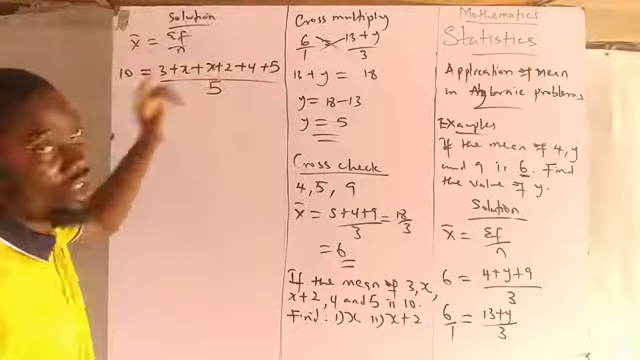 Mathematics
Statistics
Application of mean
in Algbraic problems
Examples
If the mean of 4, y
and 9 is 6. Find
the value of y.
Solution
x̄ = Σf/n
6 = 4+y+9/3
6/1 = 13+y/3
Cross multiply
6/1 = 13+y/3
13+y = 18
y = 18-13
y = 5
Cross check
4, 5, 9
x̄ = 5+4+9/3 = 18/3
= 6
If the mean of 3, x,
x+2, 4 and 5 is 10.
Find: i) x ii) x+2
Solution
x̄ = Σf/n
10 = 3+x+x+2+4+5/5